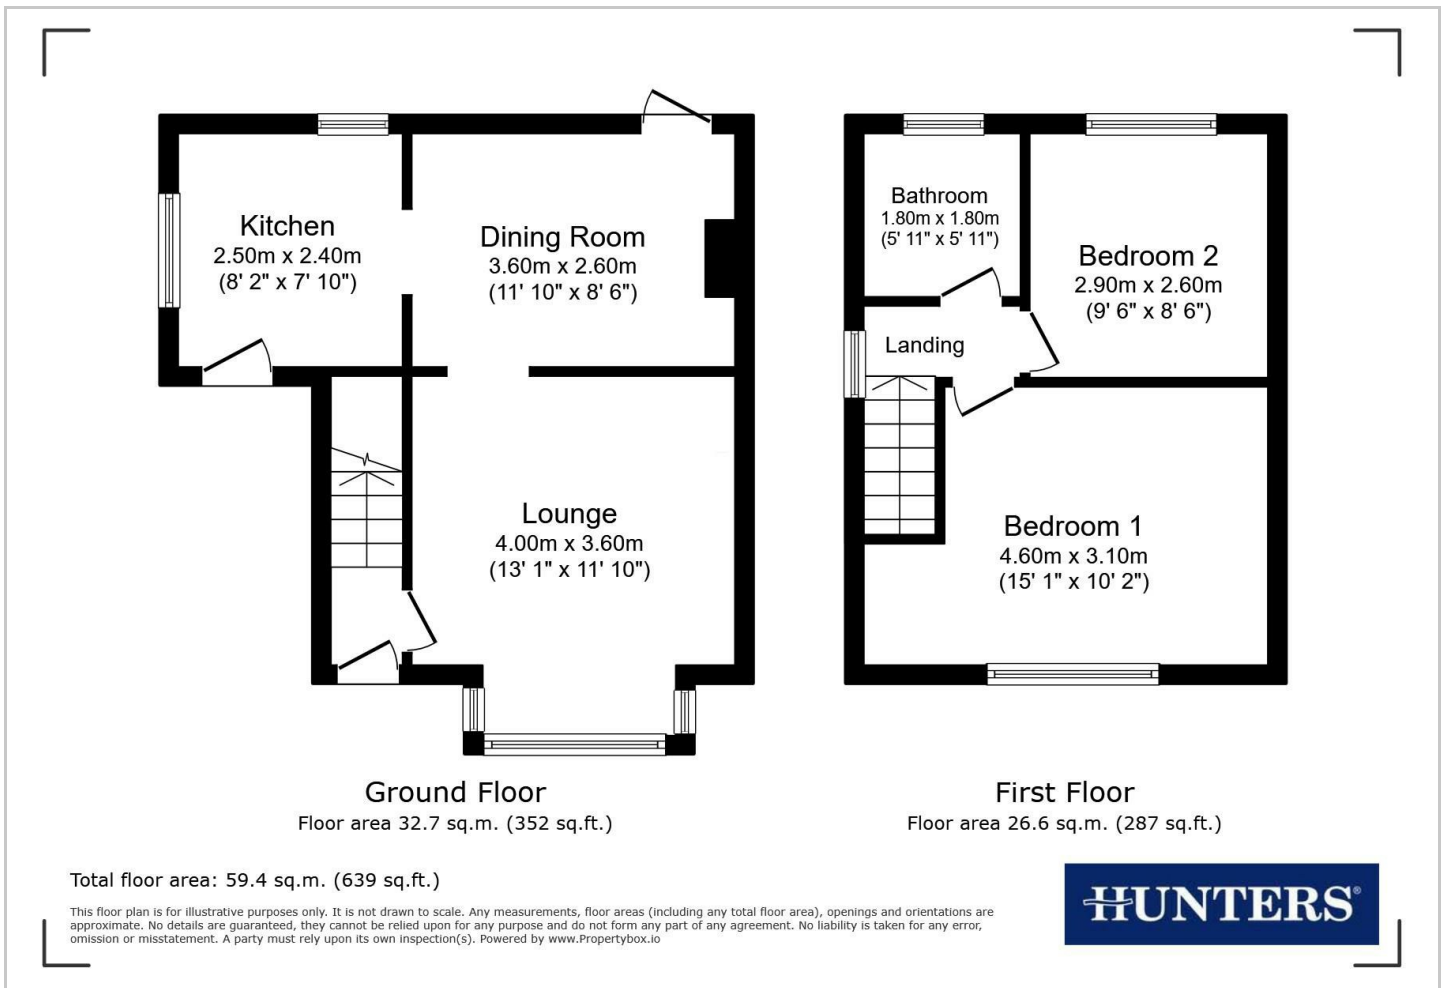 Kitchen
2.50m x 2.40m
(8' 2" x 7' 10")
Dining Room
3.60m x 2.60m
(11' 10" x 8' 6")
Lounge
4.00m x 3.60m
(13' 1" x 11' 10")
Bathroom
1.80m x 1.80m
(5' 11" x 5' 11")
Bedroom 2
2.90m x 2.60m
(9' 6" x 8' 6")
Landing
Bedroom 1
4.60m x 3.10m
(15' 1" x 10' 2")
Ground Floor
Floor area 32.7 sq.m. (352 sq.ft.)
First Floor
Floor area 26.6 sq.m. (287 sq.ft.)
Total floor area: 59.4 sq.m. (639 sq.ft.)
This floor plan is for illustrative purposes only. It is not drawn to scale. Any measurements, floor areas (including any total floor area), openings and orientations are
approximate. No details are guaranteed, they cannot be relied upon for any purpose and do not form any part of any agreement. No liability is taken for any error,
omission or misstatement. A party must rely upon its own inspection(s). Powered by www.Propertybox.io
HUNTERS®